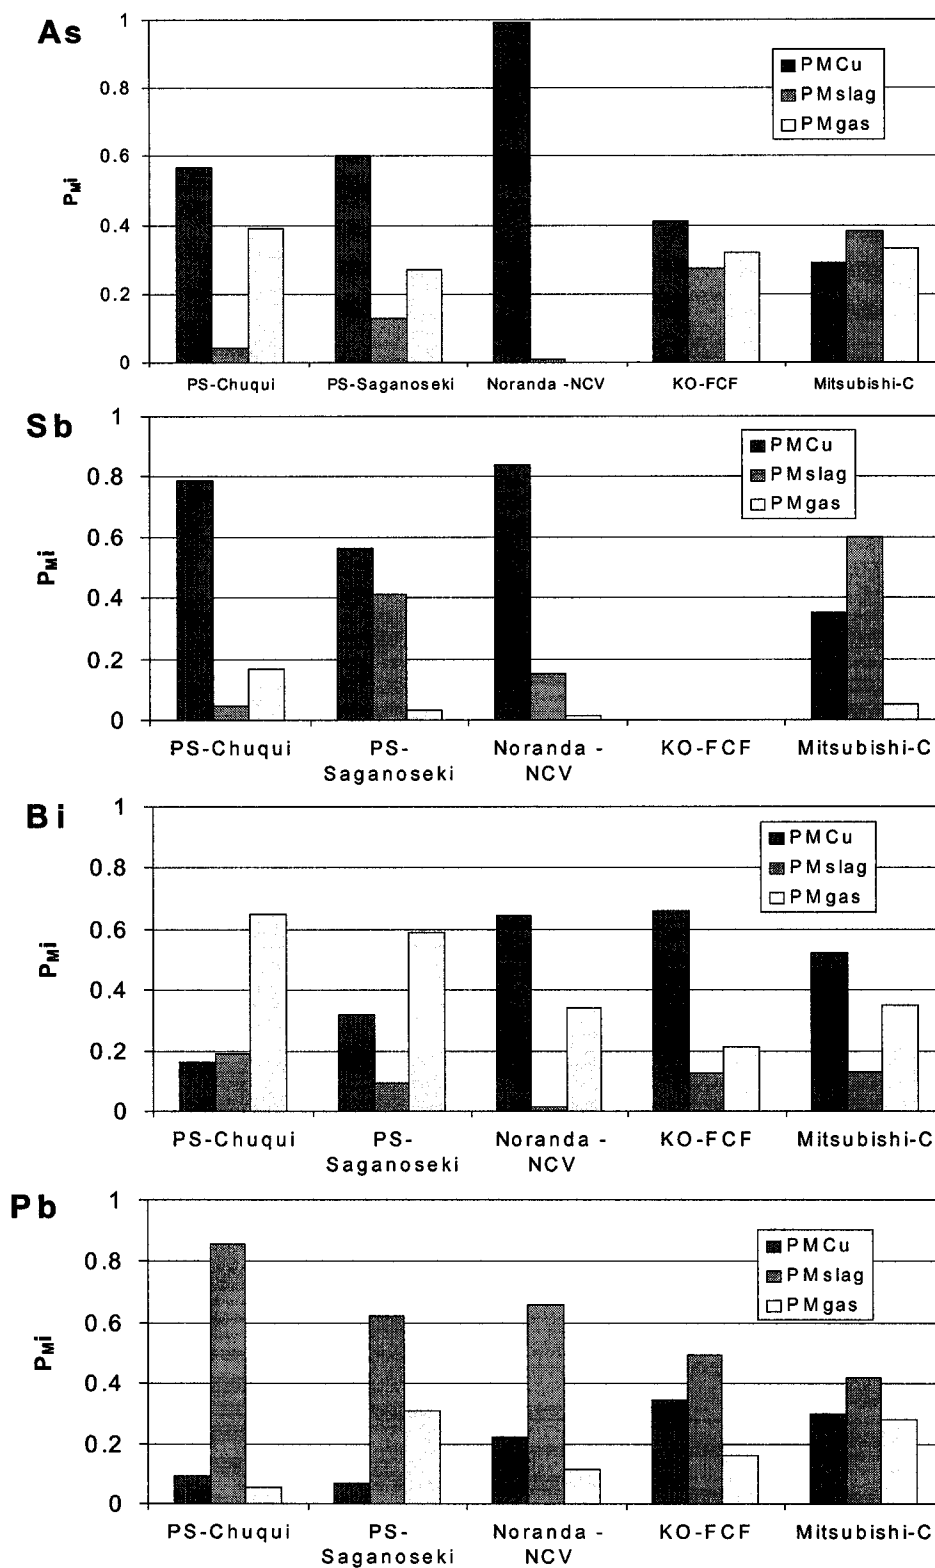 As
1
0.8
0.6
0.4
0.2
0
PMi
PMCu
PMslag
PMgas
PS-Chuqui PS-Saganoseki Noranda -NCV KO-FCF Mitsubishi-C
Sb
1
0.8
0.6
0.4
0.2
0
PMi
PMCu
PMslag
PMgas
PS-Chuqui PS- Noranda - KO-FCF Mitsubishi-C
Saganoseki NCV
Bi
1
0.8
0.6
0.4
0.2
0
PMi
PMCu
PMslag
PMgas
PS-Chuqui PS- Noranda - KO-FCF Mitsubishi-C
Saganoseki NCV
Pb
1
0.8
0.6
0.4
0.2
0
PMi
PMCu
PMslag
PMgas
PS-Chuqui PS- Noranda - KO-FCF Mitsubishi-C
Saganoseki NCV